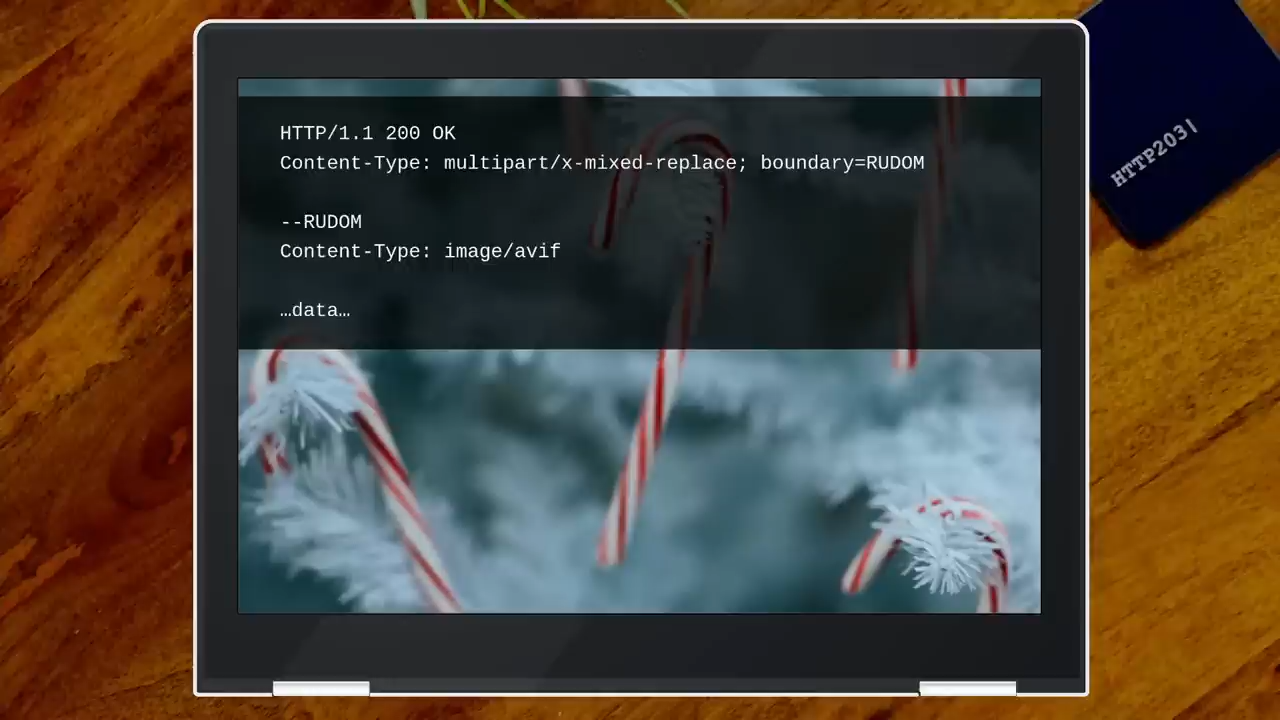 HTTP/1.1 200 OK
Content-Type: multipart/x-mixed-replace; boundary=RUDOM

--RUDOM
Content-Type: image/avif

…data…
HTTP203|